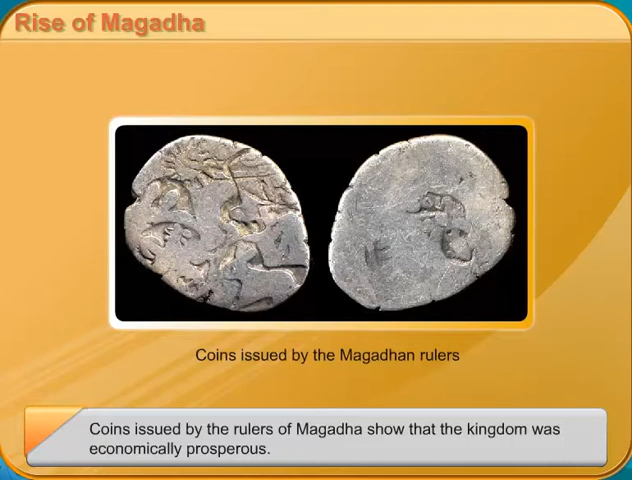 Rise of Magadha
Coins issued by the Magadhan rulers
Coins issued by the rulers of Magadha show that the kingdom was
economically prosperous.